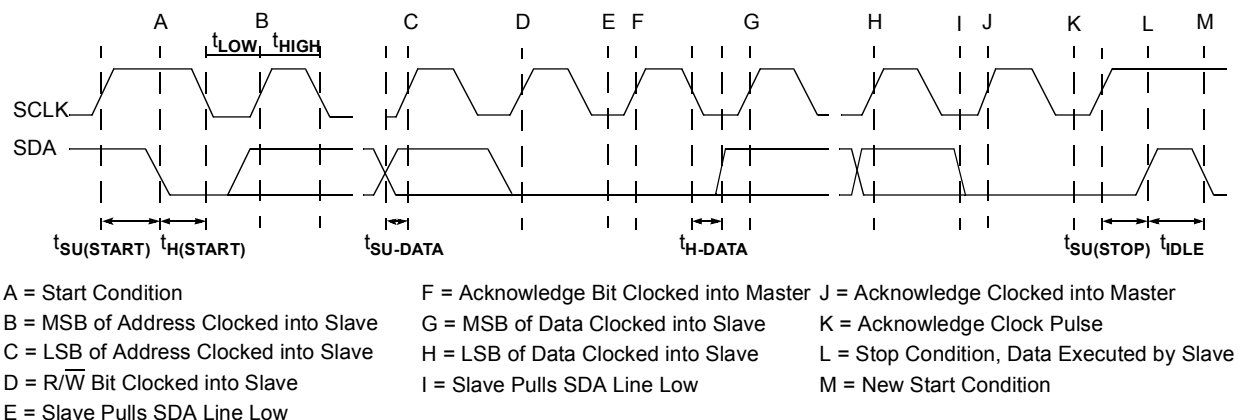 A B C D E F G H I J K L M
tLOW tHIGH
SCLK
SDA
tSU(START) tH(START) tSU-DATA tH-DATA tSU(STOP) tIDLE
A = Start Condition
B = MSB of Address Clocked into Slave
C = LSB of Address Clocked into Slave
D = R/W̅ Bit Clocked into Slave
E = Slave Pulls SDA Line Low
F = Acknowledge Bit Clocked into Master
G = MSB of Data Clocked into Slave
H = LSB of Data Clocked into Slave
I = Slave Pulls SDA Line Low
J = Acknowledge Clocked into Master
K = Acknowledge Clock Pulse
L = Stop Condition, Data Executed by Slave
M = New Start Condition